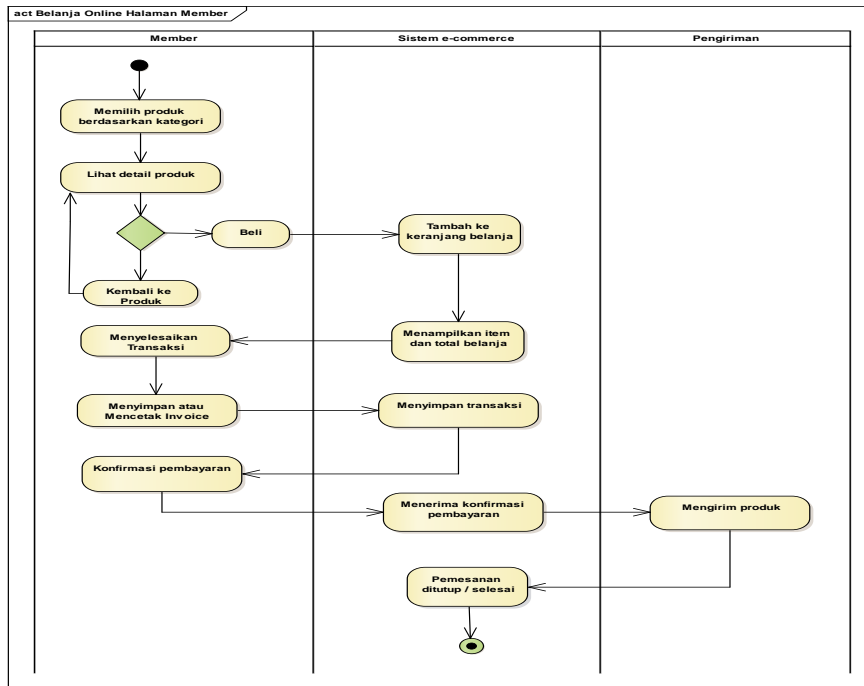 act Belanja Online Halaman Member
Member
Sistem e-commerce
Pengiriman
Memilih produk
berdasarkan kategori
Lihat detail produk
Beli
Tambah ke
keranjang belanja
Kembali ke
Produk
Menyelesaikan
Transaksi
Menampilkan item
dan total belanja
Menyimpan atau
Mencetak Invoice
Menyimpan transaksi
Konfirmasi pembayaran
Menerima konfirmasi
pembayaran
Mengirim produk
Pemesanan
ditutup / selesai